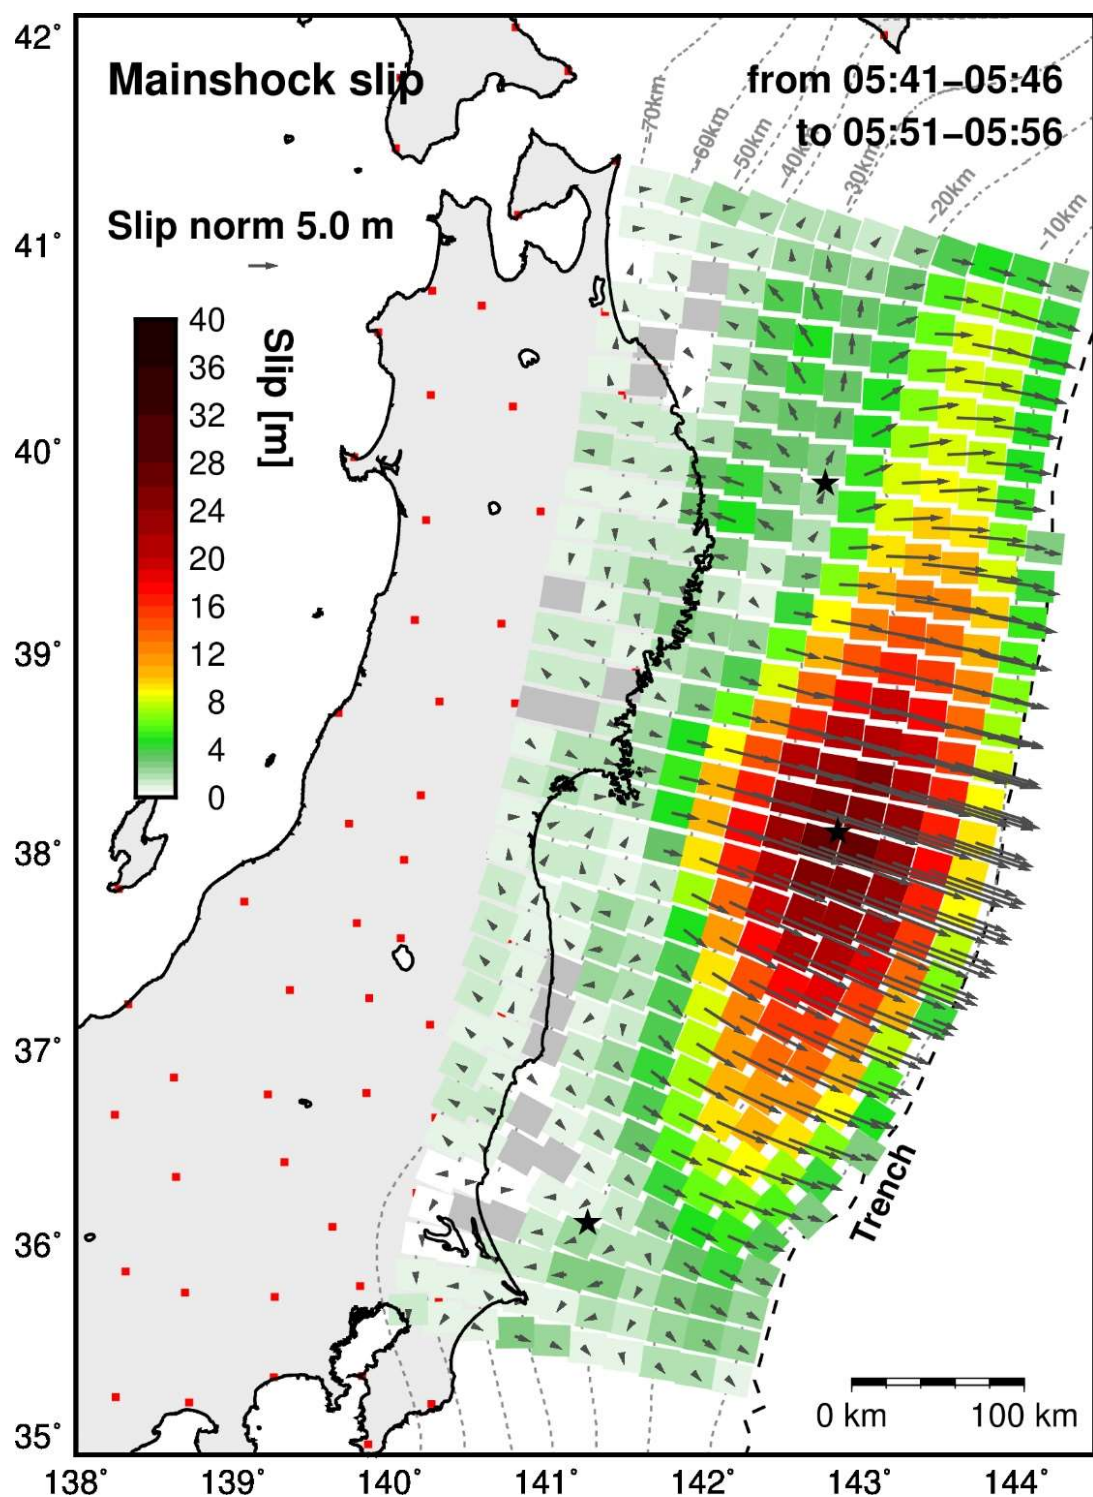 42°
Mainshock slip
from 05:41–05:46
to 05:51–05:56
−70km
−60km
−50km
−40km
−30km
−20km
−10km
Slip norm 5.0 m
41°
40
36
32
28
24
20
16
12
8
4
0
Slip [m]
40°
39°
38°
37°
36°
35°
Trench
0 km
100 km
138°
139°
140°
141°
142°
143°
144°